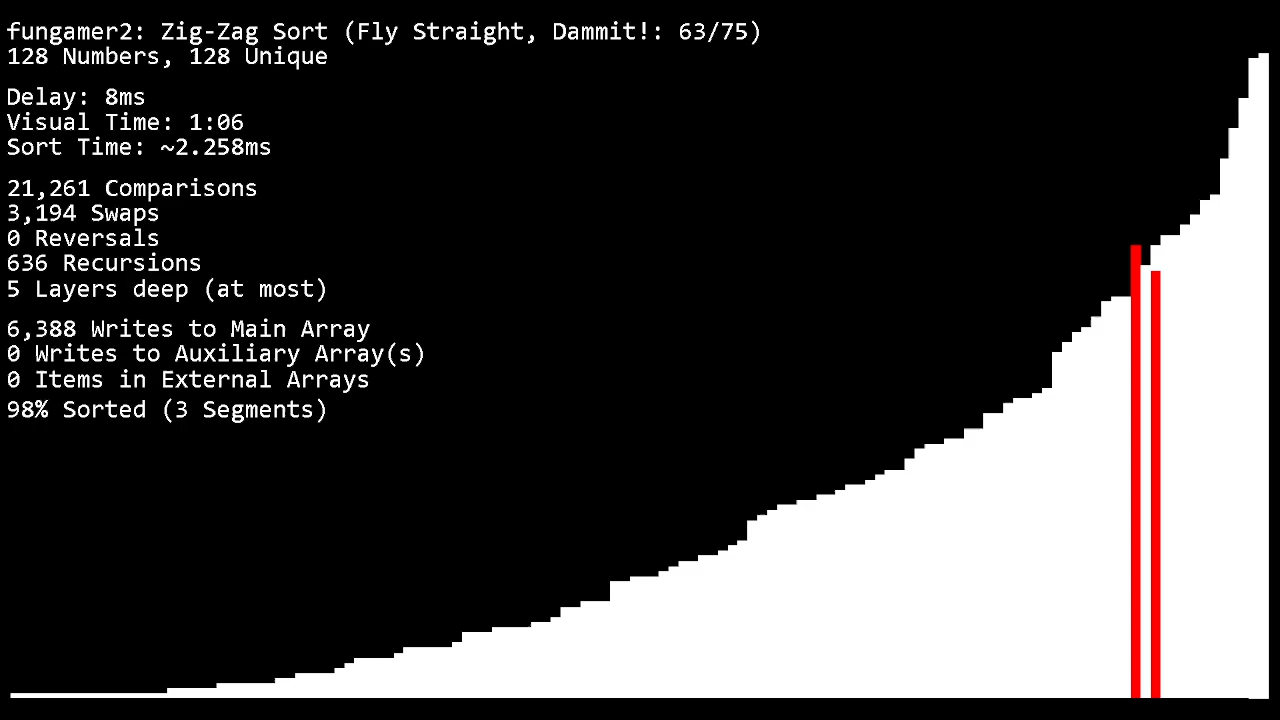 fungamer2: Zig-Zag Sort (Fly Straight, Dammit!: 63/75)
128 Numbers, 128 Unique
Delay: 8ms
Visual Time: 1:06
Sort Time: ~2.258ms
21,261 Comparisons
3,194 Swaps
0 Reversals
636 Recursions
5 Layers deep (at most)
6,388 Writes to Main Array
0 Writes to Auxiliary Array(s)
0 Items in External Arrays
98% Sorted (3 Segments)